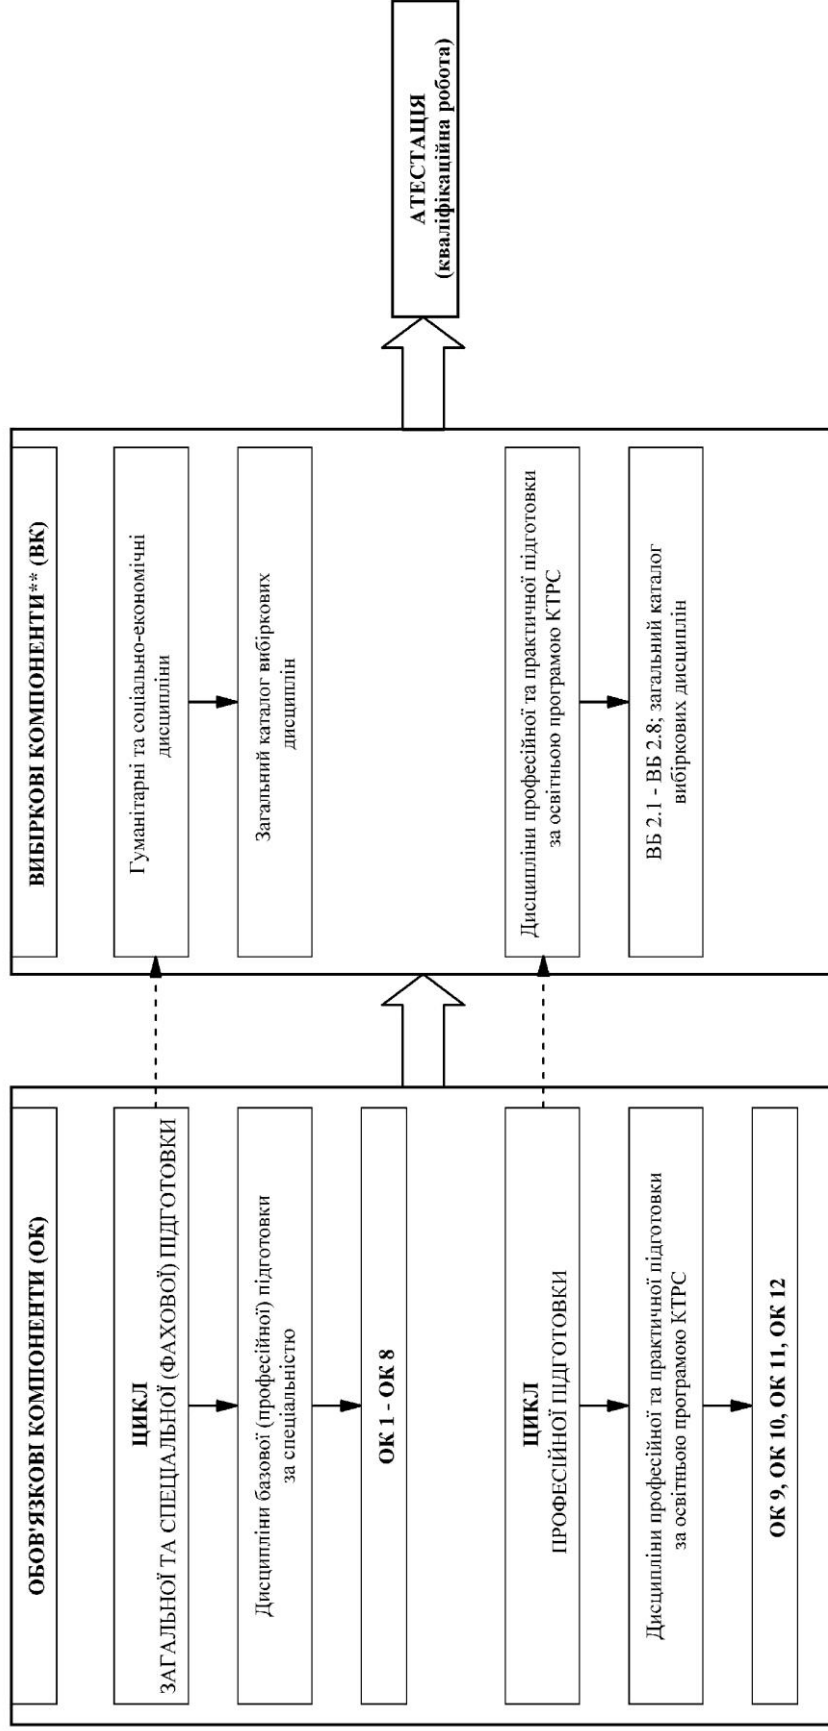 ОБОВ'ЯЗКОВІ КОМПОНЕНТИ (ОК)
ЦИКЛ
ЗАГАЛЬНОЇ ТА СПЕЦІАЛЬНОЇ (ФАХОВОЇ) ПІДГОТОВКИ
Дисципліни базової (професійної) підготовки
за спеціальністю
ОК 1 - ОК 8
ЦИКЛ
ПРОФЕСІЙНОЇ ПІДГОТОВКИ
Дисципліни професійної та практичної підготовки
за освітньою програмою КТРС
ОК 9, ОК 10, ОК 11, ОК 12
ВИБІРКОВІ КОМПОНЕНТИ** (ВК)
Гуманітарні та соціально-економічні
дисципліни
Загальний каталог вибіркових
дисциплін
Дисципліни професійної та практичної підготовки
за освітньою програмою КТРС
ВБ 2.1 - ВБ 2.8; загальний каталог
вибіркових дисциплін
АТЕСТАЦІЯ
(кваліфікаційна робота)